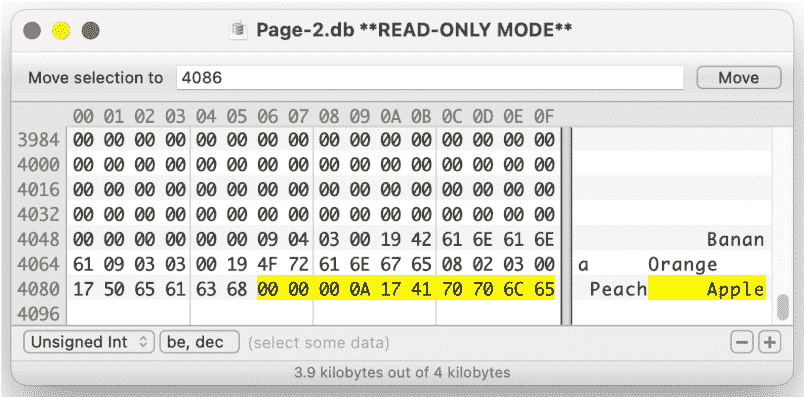 Page-2.db **READ-ONLY MODE**
Move selection to 4086 Move
00 01 02 03 04 05 06 07 08 09 0A 0B 0C 0D 0E 0F
3984 00 00 00 00 00 00 00 00 00 00 00 00 00 00 00 00
4000 00 00 00 00 00 00 00 00 00 00 00 00 00 00 00 00
4016 00 00 00 00 00 00 00 00 00 00 00 00 00 00 00 00
4032 00 00 00 00 00 00 00 00 00 00 00 00 00 00 00 00
4048 00 00 00 00 00 00 09 04 03 00 19 42 61 6E 61 6E Banan
4064 61 09 03 03 00 19 4F 72 61 6E 67 65 08 02 03 00 a Orange
4080 17 50 65 61 63 68 00 00 00 0A 17 41 70 70 6C 65 Peach Apple
4096
Unsigned Int be, dec (select some data) − +
3.9 kilobytes out of 4 kilobytes